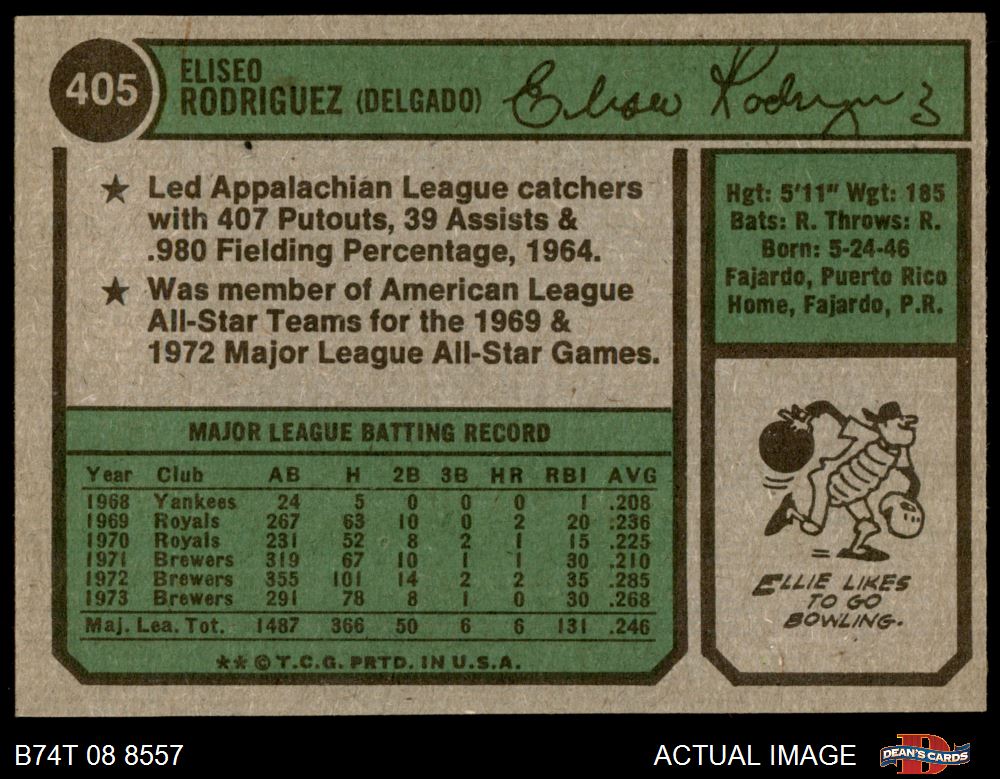 405
ELISEO
RODRIGUEZ (DELGADO)
Eliseo Rodriguez
★ Led Appalachian League catchers
with 407 Putouts, 39 Assists &
.980 Fielding Percentage, 1964.
★ Was member of American League
All-Star Teams for the 1969 &
1972 Major League All-Star Games.
Hgt: 5'11" Wgt: 185
Bats: R. Throws: R.
Born: 5-24-46
Fajardo, Puerto Rico
Home, Fajardo, P.R.
MAJOR LEAGUE BATTING RECORD
Year Club AB H 2B 3B HR RBI AVG
1968 Yankees 24 5 0 0 0 1 .208
1969 Royals 267 63 10 0 2 20 .236
1970 Royals 231 52 8 2 1 15 .225
1971 Brewers 319 67 10 1 1 30 .210
1972 Brewers 355 101 14 2 2 35 .285
1973 Brewers 291 78 8 1 0 30 .268
Maj. Lea. Tot. 1487 366 50 6 6 131 .246
★★ © T.C.G. PRTD. IN U.S.A.
ELLIE LIKES
TO GO
BOWLING.
B74T 08 8557
ACTUAL IMAGE
DEAN'S CARDS